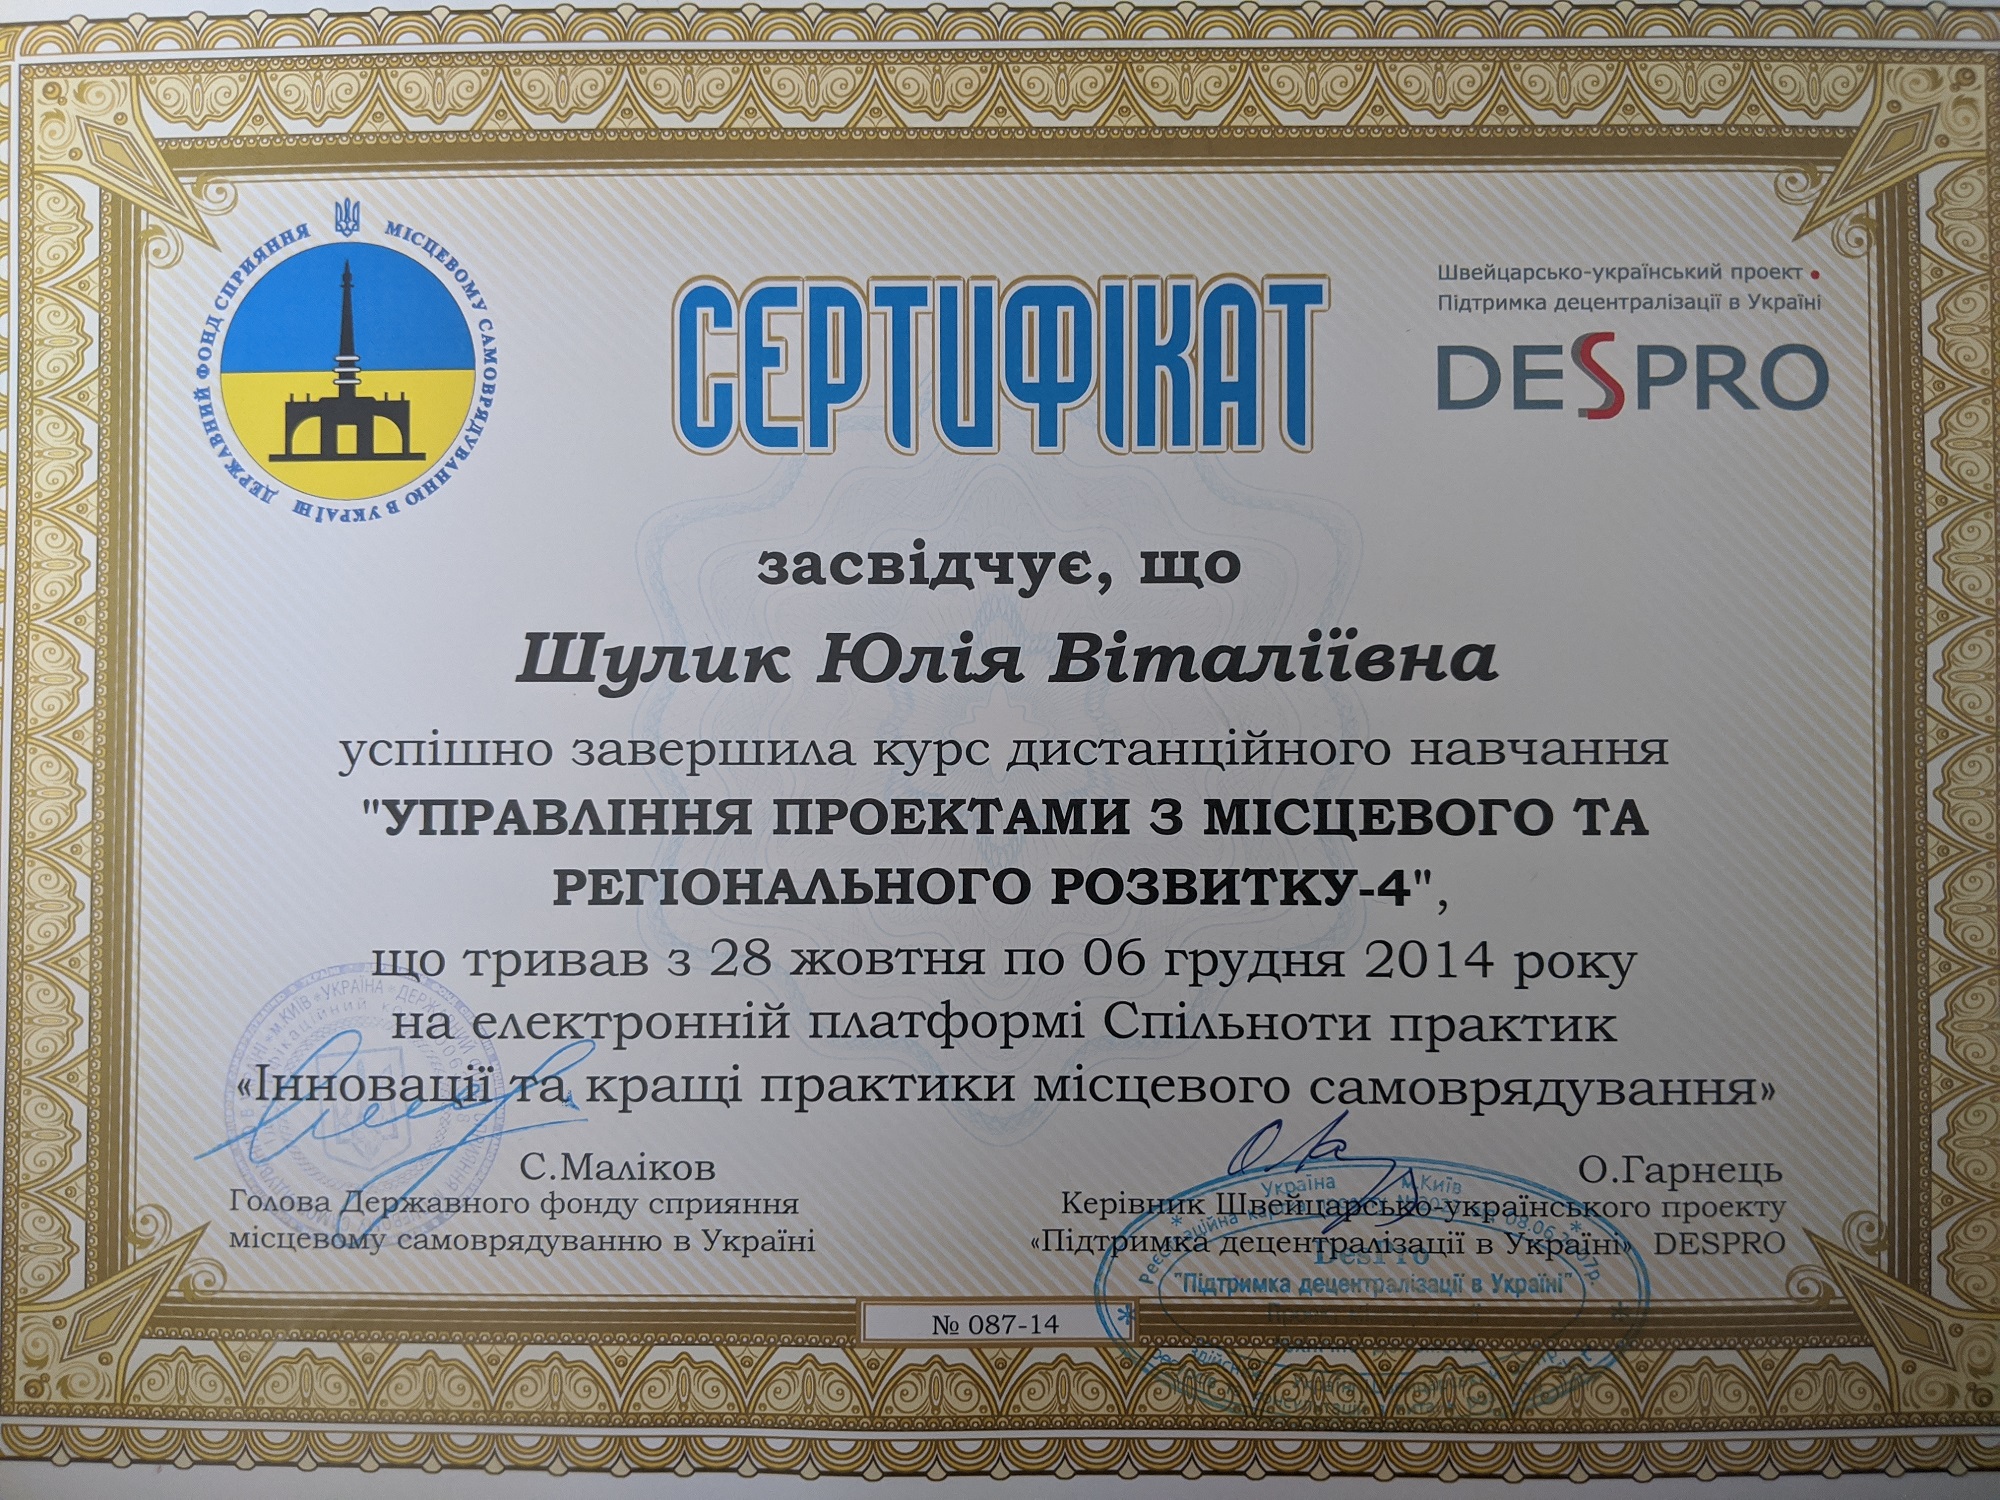 ДЕРЖАВНИЙ ФОНД СПРИЯННЯ МІСЦЕВОМУ САМОВРЯДУВАННЮ В УКРАЇНІ
СЕРТИФІКАТ
Швейцарсько-український проект
Підтримка децентралізації в Україні
DESPRO
засвідчує, що
Шулик Юлія Віталіївна
успішно завершила курс дистанційного навчання
"УПРАВЛІННЯ ПРОЕКТАМИ З МІСЦЕВОГО ТА
РЕГІОНАЛЬНОГО РОЗВИТКУ-4",
що тривав з 28 жовтня по 06 грудня 2014 року
на електронній платформі Спільноти практик
«Інновації та кращі практики місцевого самоврядування»
С.Маліков
Голова Державного фонду сприяння
місцевому самоврядуванню в Україні
О.Гарнець
Керівник Швейцарсько-українського проекту
«Підтримка децентралізації в Україні» DESPRO
Україна м.Київ
DesPro
"Підтримка децентралізації в Україні"
№ 087-14